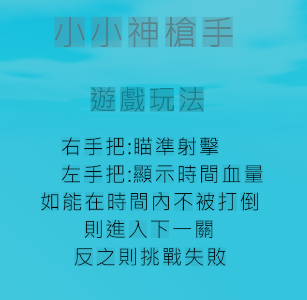 小小神槍手
遊戲玩法
右手把:瞄準射擊
左手把:顯示時間血量
如能在時間內不被打倒
則進入下一關
反之則挑戰失敗